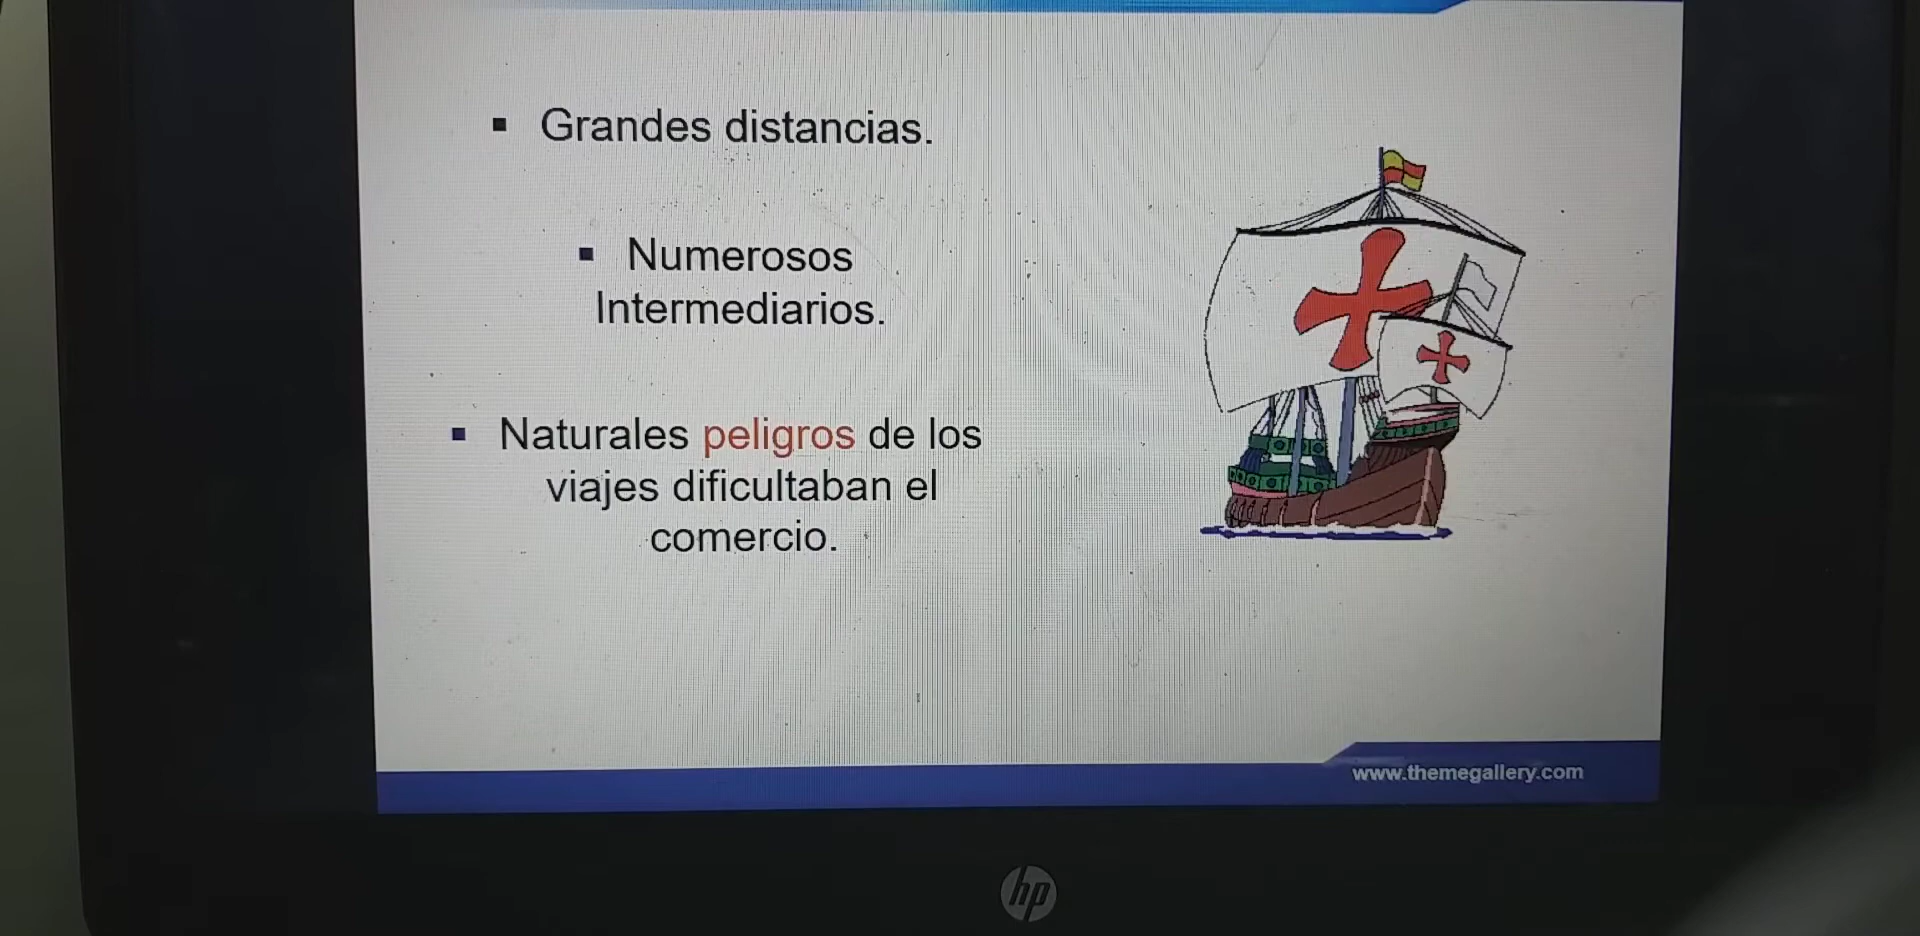 ▪ Grandes distancias.
▪ Numerosos
Intermediarios.
▪ Naturales peligros de los
viajes dificultaban el
comercio.
www.themegallery.com
hp